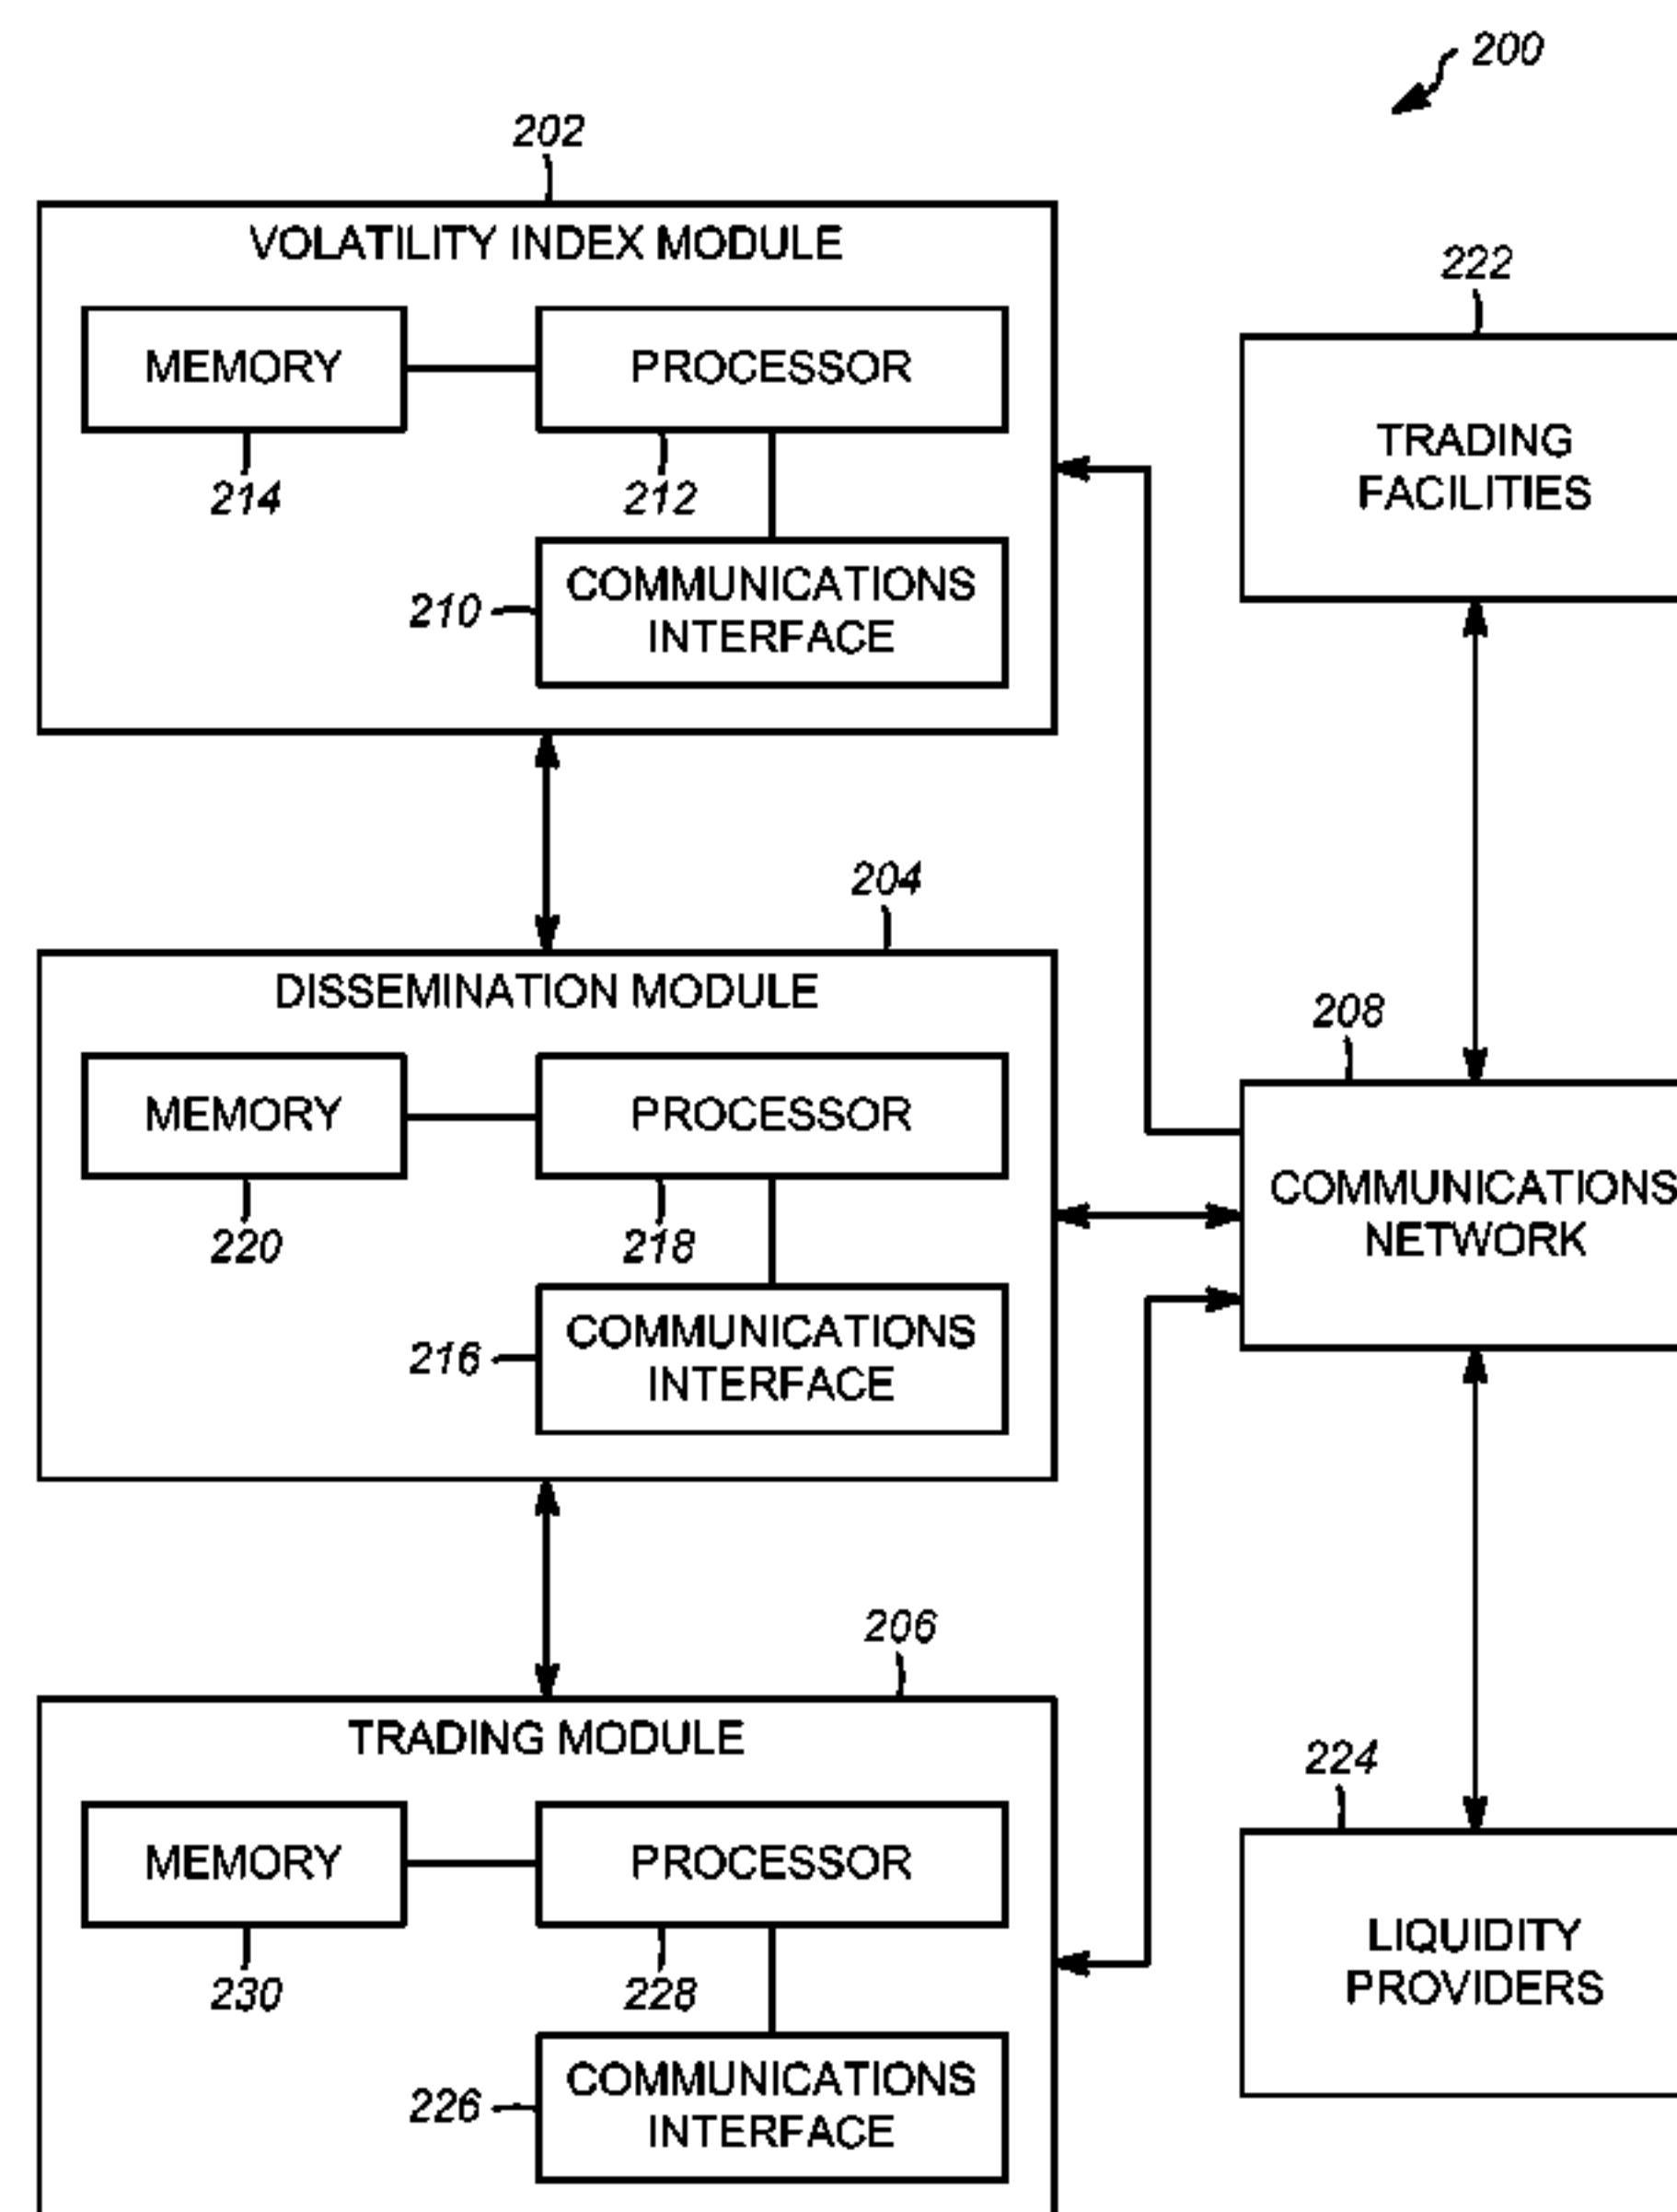 200
202
VOLATILITY INDEX MODULE
MEMORY
PROCESSOR
214
212
210
COMMUNICATIONS
INTERFACE
222
TRADING
FACILITIES
204
DISSEMINATION MODULE
MEMORY
PROCESSOR
220
218
216
COMMUNICATIONS
INTERFACE
208
COMMUNICATIONS
NETWORK
206
TRADING MODULE
MEMORY
PROCESSOR
230
228
226
COMMUNICATIONS
INTERFACE
224
LIQUIDITY
PROVIDERS